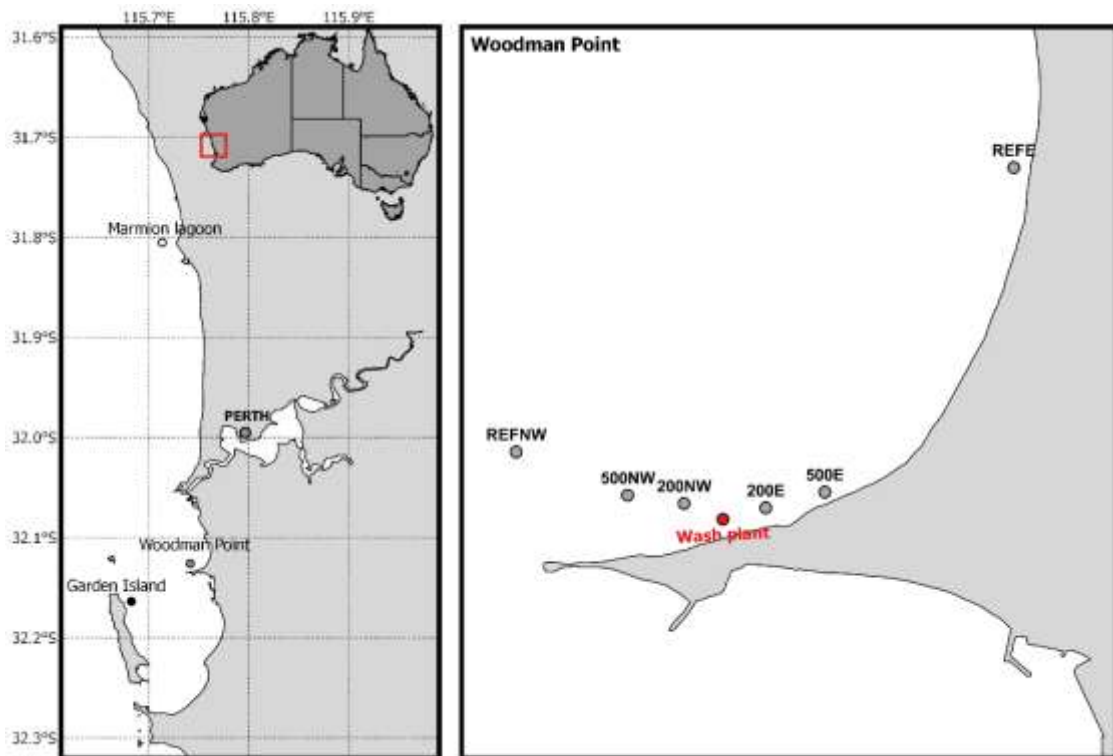 115.7°E 115.8°E 115.9°E
31.6°S
31.7°S
Marmion lagoon
31.8°S
31.9°S
PERTH
32.0°S
32.1°S
Woodman Point
Garden Island
32.2°S
32.3°S
Woodman Point
REFE
REFNW
500NW
200NW
200E
500E
Wash plant